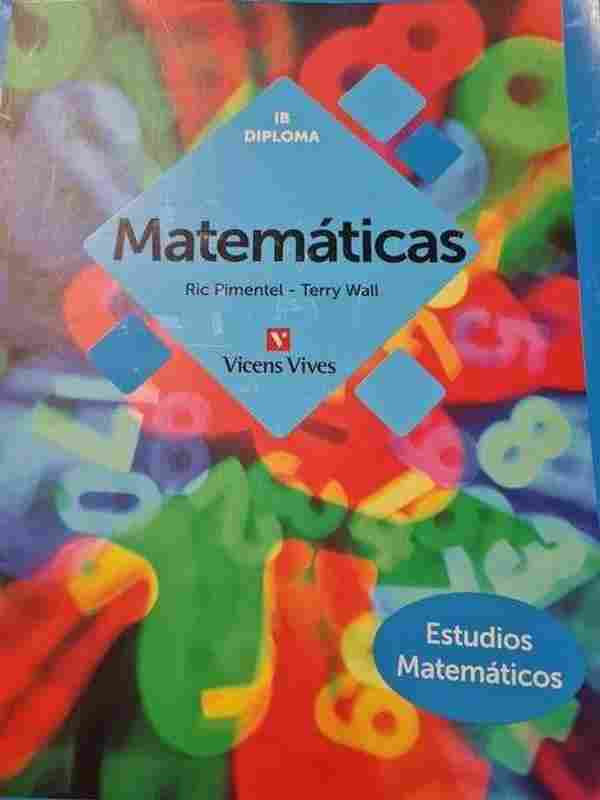 IB
DIPLOMA
Matemáticas
Ric Pimentel - Terry Wall
V
Vicens Vives
Estudios
Matemáticos